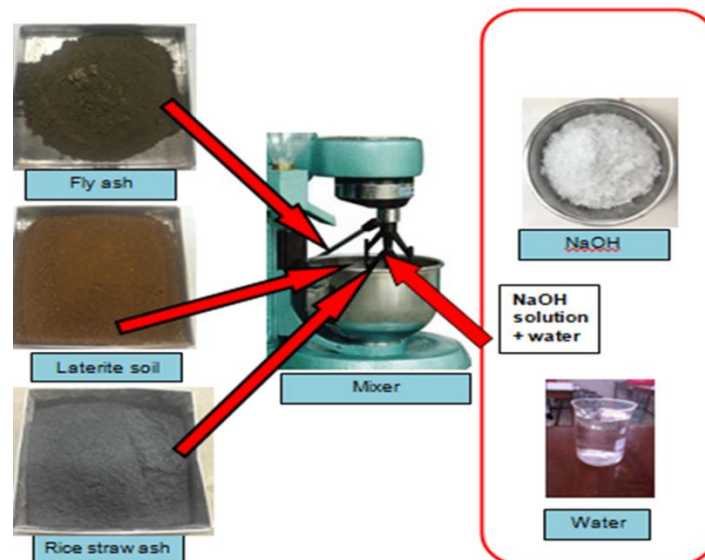 Fly ash
NaOH
NaOH
solution
+ water
Laterite soil
Mixer
Rice straw ash
Water